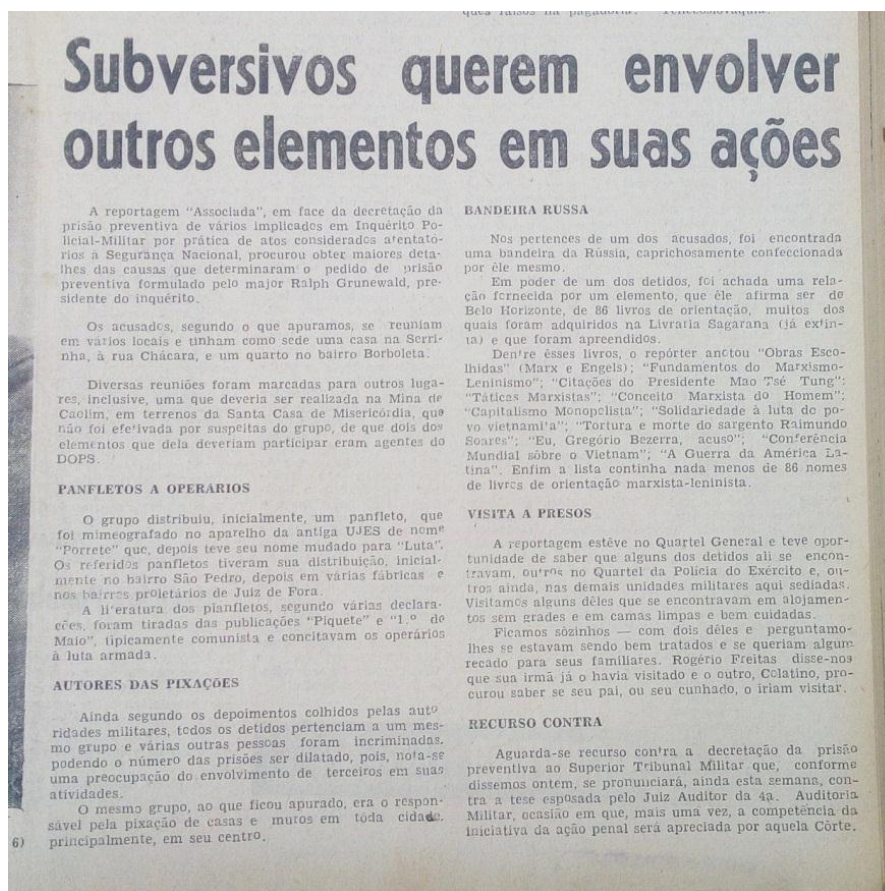 Subversivos querem envolver
outros elementos em suas ações
A reportagem "Associada", em face da decretação da
prisão preventiva de vários implicados em Inquérito Po-
licial-Militar por prática de atos considerados atentató-
rios à Segurança Nacional, procurou obter maiores deta-
lhes das causas que determinaram o pedido de prisão
preventiva formulado pelo major Ralph Grunewald, pre-
sidente do inquérito.
Os acusados, segundo o que apuramos, se reuniam
em vários locais e tinham como sede uma casa na Serri-
nha, à rua Chácara, e um quarto no bairro Borboleta.
Diversas reuniões foram marcadas para outros luga-
res, inclusive, uma que deveria ser realizada na Mina de
Caolim, em terrenos da Santa Casa de Misericórdia, que
não foi efetivada por suspeitas do grupo, de que dois dos
elementos que dela deveriam participar eram agentes do
DOPS.
PANFLETOS A OPERÁRIOS
O grupo distribuiu, inicialmente, um panfleto, que
foi mimeografado no aparelho da antiga UJES de nome
"Porrete" que, depois teve seu nome mudado para "Luta".
Os referidos panfletos tiveram sua distribuição, inicial-
mente no bairro São Pedro, depois em várias fábricas e
nos bairros proletários de Juiz de Fora.
A li'eratura dos planfletos, segundo várias declara-
ções, foram tiradas das publicações "Piquete" e "1.º de
Maio", tipicamente comunista e concitavam os operários
à luta armada.
AUTORES DAS PIXAÇÕES
Ainda segundo os depoimentos colhidos pelas auto
ridades militares, todos os detidos pertenciam a um mes-
mo grupo e várias outras pessoas foram incriminadas,
podendo o número das prisões ser dilatado, pois, nota-se
uma preocupação do envolvimento de terceiros em suas
atividades.
O mesmo grupo, ao que ficou apurado, era o respon-
sável pela pixação de casas e muros em tôda cidade,
principalmente, em seu centro.
6)
BANDEIRA RUSSA
Nos pertences de um dos acusados, foi encontrada
uma bandeira da Rússia, caprichosamente confeccionada
por êle mesmo.
Em poder de um dos detidos, foi achada uma rela-
ção fornecida por um elemento, que êle afirma ser de
Belo Horizonte, de 86 livros de orientação, muitos dos
quais foram adquiridos na Livraria Sagarana (já extin-
ta) e que foram apreendidos.
Dentre êsses livros, o repórter anotou "Obras Esco-
lhidas" (Marx e Engels); "Fundamentos do Marxismo-
Leninismo"; "Citações do Presidente Mao Tsé Tung";
"Táticas Marxistas"; "Conceito Marxista do Homem";
"Capitalismo Monopolista"; "Solidariedade à luta do po-
vo vietnami'a"; "Tortura e morte do sargento Raimundo
Soares"; "Eu, Gregório Bezerra, acuso"; "Conferência
Mundial sôbre o Vietnam"; "A Guerra da América La-
tina". Enfim a lista continha nada menos de 86 nomes
de livros de orientação marxista-leninista.
VISITA A PRESOS
A reportagem estêve no Quartel General e teve opor-
tunidade de saber que alguns dos detidos ali se encon-
travam, outros no Quartel da Polícia do Exército e, ou-
tros ainda, nas demais unidades militares aqui sediadas.
Visitamos alguns dêles que se encontravam em alojamen-
tos sem grades e em camas limpas e bem cuidadas.
Ficamos sòzinhos — com dois dêles e perguntamo-
lhes se estavam sendo bem tratados e se queriam algum
recado para seus familiares. Rogério Freitas disse-nos
que sua irmã já o havia visitado e o outro, Colatino, pro-
curou saber se seu pai, ou seu cunhado, o iriam visitar.
RECURSO CONTRA
Aguarda-se recurso contra a decretação da prisão
preventiva ao Superior Tribunal Militar que, conforme
dissemos ontem, se pronunciará, ainda esta semana, con-
tra a tese esposada pelo Juiz Auditor da 4a. Auditoria
Militar, ocasião em que, mais uma vez, a competência da
iniciativa da ação penal será apreciada por aquela Côrte.